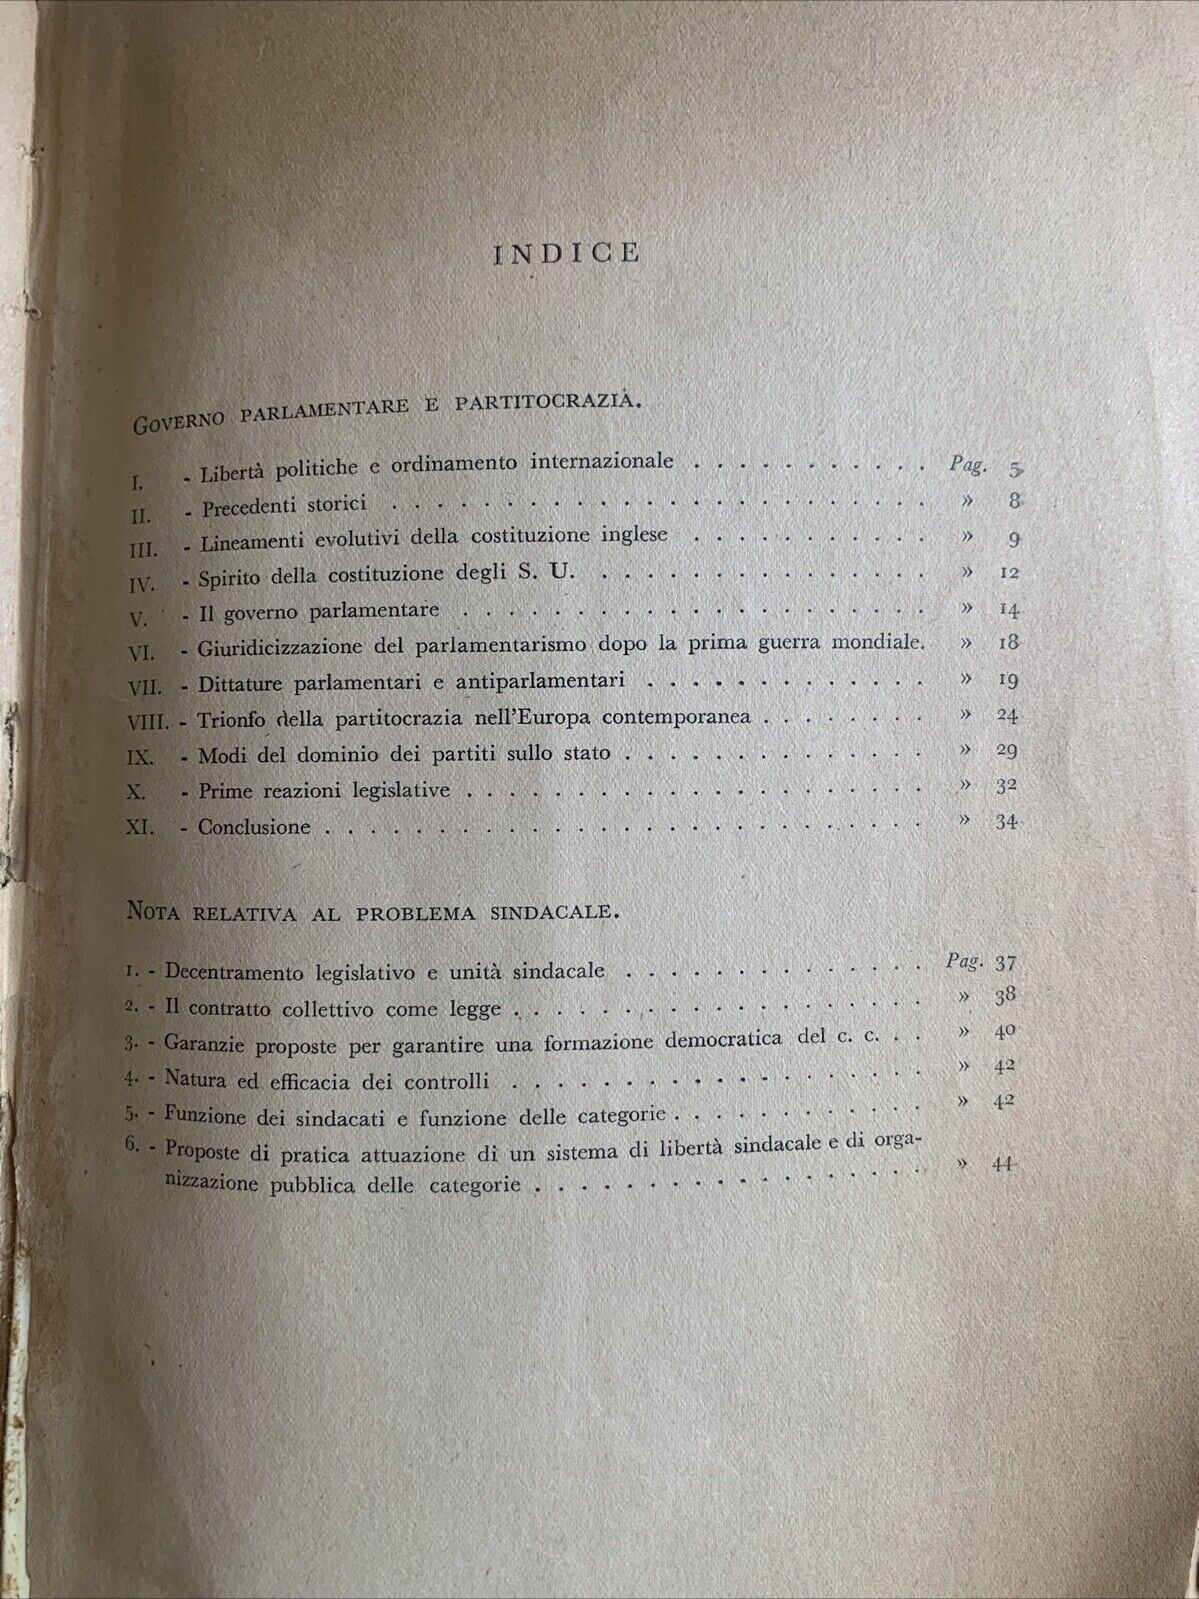 INDICE
GOVERNO PARLAMENTARE E PARTITOCRAZIÀ.
I. - Libertà politiche e ordinamento internazionale . . . . . . . . . . . Pag. 5
II. - Precedenti storici . . . . . . . . . . . . . . . . . . . » 8
III. - Lineamenti evolutivi della costituzione inglese . . . . . . . . . . . » 9
IV. - Spirito della costituzione degli S. U. . . . . . . . . . . . . . . » 12
V. - Il governo parlamentare . . . . . . . . . . . . . . . . . » 14
VI. - Giuridicizzazione del parlamentarismo dopo la prima guerra mondiale. » 18
VII. - Dittature parlamentari e antiparlamentari . . . . . . . . . . . . » 19
VIII. - Trionfo della partitocrazia nell'Europa contemporanea . . . . . . . . » 24
IX. - Modi del dominio dei partiti sullo stato . . . . . . . . . . . . . » 29
X. - Prime reazioni legislative . . . . . . . . . . . . . . . . . » 32
XI. - Conclusione . . . . . . . . . . . . . . . . . . . . . . » 34
NOTA RELATIVA AL PROBLEMA SINDACALE.
1. - Decentramento legislativo e unità sindacale . . . . . . . . . . . . . Pag. 37
2. - Il contratto collettivo come legge . . . . . . . . . . . . . . . . » 38
3. - Garanzie proposte per garantire una formazione democratica del c. c. . . » 40
4. - Natura ed efficacia dei controlli . . . . . . . . . . . . . . . . » 42
5. - Funzione dei sindacati e funzione delle categorie . . . . . . . . . . . » 42
6. - Proposte di pratica attuazione di un sistema di libertà sindacale e di orga-
nizzazione pubblica delle categorie . . . . . . . . . . . . . . . » 44